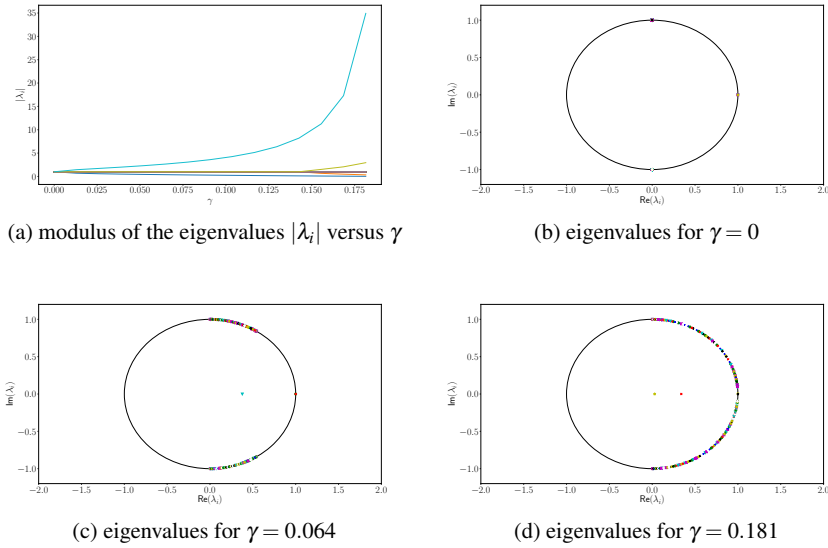 35
30
25
20
15
10
5
0
|λᵢ|
0.000 0.025 0.050 0.075 0.100 0.125 0.150 0.175
γ
(a) modulus of the eigenvalues |λᵢ| versus γ
1.0
0.5
0.0
−0.5
−1.0
Im(λᵢ)
−2.0 −1.5 −1.0 −0.5 0.0 0.5 1.0 1.5 2.0
Re(λᵢ)
(b) eigenvalues for γ = 0
1.0
0.5
0.0
−0.5
−1.0
Im(λᵢ)
−2.0 −1.5 −1.0 −0.5 0.0 0.5 1.0 1.5 2.0
Re(λᵢ)
(c) eigenvalues for γ = 0.064
1.0
0.5
0.0
−0.5
−1.0
Im(λᵢ)
−2.0 −1.5 −1.0 −0.5 0.0 0.5 1.0 1.5 2.0
Re(λᵢ)
(d) eigenvalues for γ = 0.181